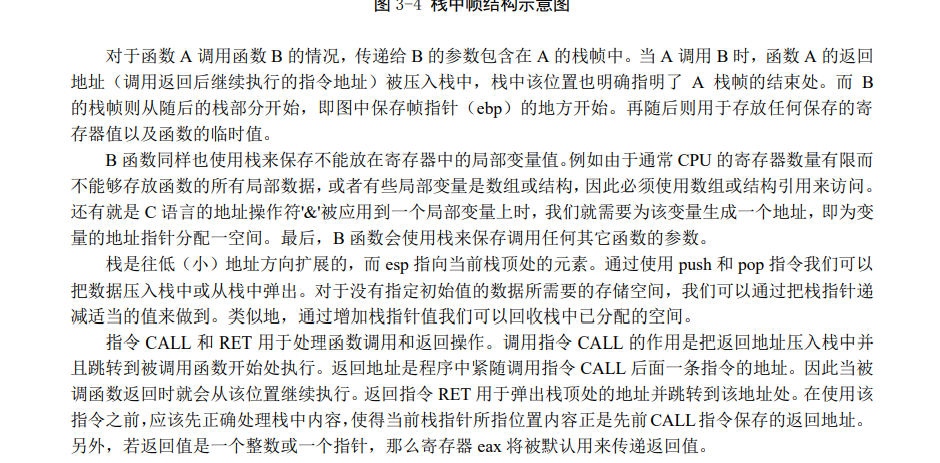 图 3-4 栈中帧结构示意图
对于函数 A 调用函数 B 的情况，传递给 B 的参数包含在 A 的栈帧中。当 A 调用 B 时，函数 A 的返回
地址（调用返回后继续执行的指令地址）被压入栈中，栈中该位置也明确指明了 A 栈帧的结束处。而 B
的栈帧则从随后的栈部分开始，即图中保存帧指针（ebp）的地方开始。再随后则用于存放任何保存的寄
存器值以及函数的临时值。
B 函数同样也使用栈来保存不能放在寄存器中的局部变量值。例如由于通常 CPU 的寄存器数量有限而
不能够存放函数的所有局部数据，或者有些局部变量是数组或结构，因此必须使用数组或结构引用来访问。
还有就是 C 语言的地址操作符'&'被应用到一个局部变量上时，我们就需要为该变量生成一个地址，即为变
量的地址指针分配一空间。最后，B 函数会使用栈来保存调用任何其它函数的参数。
栈是往低（小）地址方向扩展的，而 esp 指向当前栈顶处的元素。通过使用 push 和 pop 指令我们可以
把数据压入栈中或从栈中弹出。对于没有指定初始值的数据所需要的存储空间，我们可以通过把栈指针递
减适当的值来做到。类似地，通过增加栈指针值我们可以回收栈中已分配的空间。
指令 CALL 和 RET 用于处理函数调用和返回操作。调用指令 CALL 的作用是把返回地址压入栈中并
且跳转到被调用函数开始处执行。返回地址是程序中紧随调用指令 CALL 后面一条指令的地址。因此当被
调函数返回时就会从该位置继续执行。返回指令 RET 用于弹出栈顶处的地址并跳转到该地址处。在使用该
指令之前，应该先正确处理栈中内容，使得当前栈指针所指位置内容正是先前 CALL 指令保存的返回地址。
另外，若返回值是一个整数或一个指针，那么寄存器 eax 将被默认用来传递返回值。